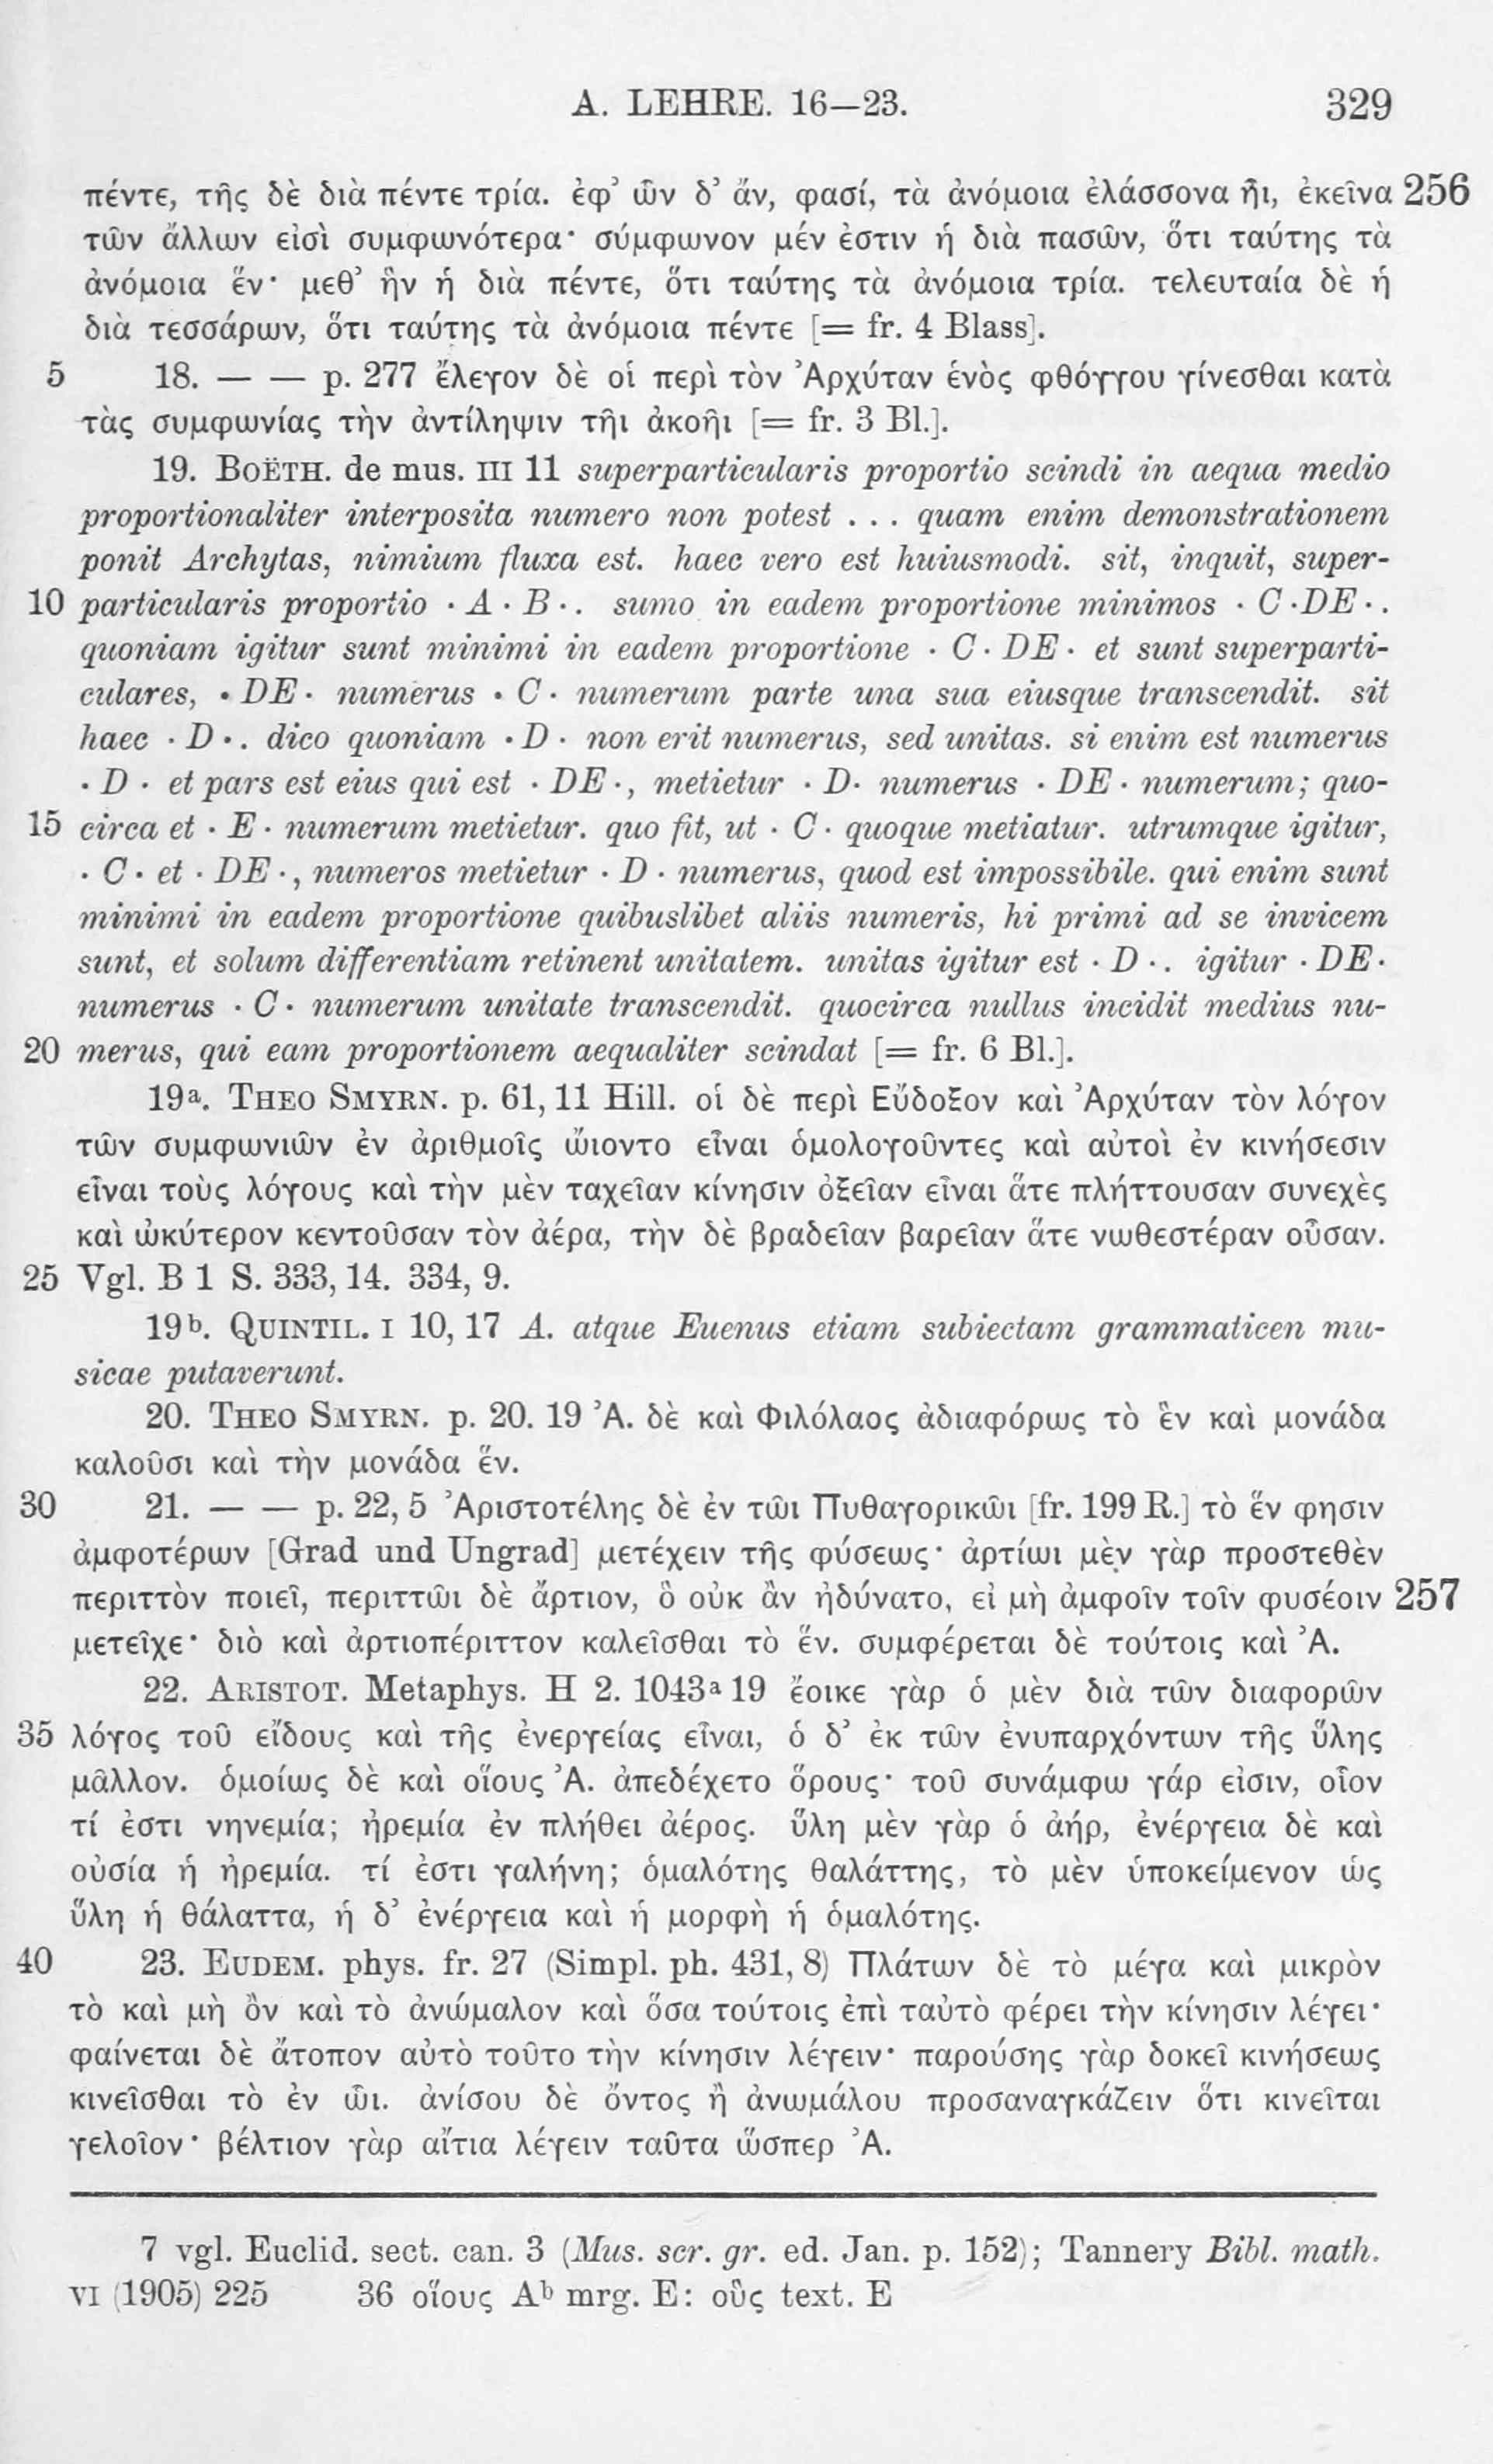 A. LEHRE. 16—23. 329
πέντε, τῆς δὲ διὰ πέντε τρία. ἐφ’ ὧν δ’ ἄν, φασί, τὰ ἀνόμοια ἐλάσσονα ἦι, ἐκεῖνα 256
τῶν ἄλλων εἰσὶ συμφωνότερα· σύμφωνον μέν ἐστιν ἡ διὰ πασῶν, ὅτι ταύτης τὰ
ἀνόμοια ἕν· μεθ’ ἣν ἡ διὰ πέντε, ὅτι ταύτης τὰ ἀνόμοια τρία. τελευταία δὲ ἡ
διὰ τεσσάρων, ὅτι ταύτης τὰ ἀνόμοια πέντε [= fr. 4 Blass].
5 18. — — p. 277 ἔλεγον δὲ οἱ περὶ τὸν Ἀρχύταν ἑνὸς φθόγγου γίνεσθαι κατὰ
τὰς συμφωνίας τὴν ἀντίληψιν τῆι ἀκοῆι [= fr. 3 Bl.].
19. BOËTH. de mus. III 11 superparticularis proportio scindi in aequa medio
proportionaliter interposita numero non potest . . . quam enim demonstrationem
ponit Archytas, nimium fluxa est. haec vero est huiusmodi. sit, inquit, super-
10 particularis proportio · A · B ·. sumo in eadem proportione minimos · C · DE ·.
quoniam igitur sunt minimi in eadem proportione · C · DE · et sunt superparti-
culares, · DE · numerus · C · numerum parte una sua eiusque transcendit. sit
haec · D ·. dico quoniam · D · non erit numerus, sed unitas. si enim est numerus
· D · et pars est eius qui est · DE ·, metietur · D · numerus · DE · numerum; quo-
15 circa et · E · numerum metietur. quo fit, ut · C · quoque metiatur. utrumque igitur,
· C · et · DE ·, numeros metietur · D · numerus, quod est impossibile. qui enim sunt
minimi in eadem proportione quibuslibet aliis numeris, hi primi ad se invicem
sunt, et solum differentiam retinent unitatem. unitas igitur est · D ·. igitur · DE ·
numerus · C · numerum unitate transcendit. quocirca nullus incidit medius nu-
20 merus, qui eam proportionem aequaliter scindat [= fr. 6 Bl.].
19ª. THEO SMYRN. p. 61, 11 Hill. οἱ δὲ περὶ Εὔδοξον καὶ Ἀρχύταν τὸν λόγον
τῶν συμφωνιῶν ἐν ἀριθμοῖς ὤιοντο εἶναι ὁμολογοῦντες καὶ αὐτοὶ ἐν κινήσεσιν
εἶναι τοὺς λόγους καὶ τὴν μὲν ταχεῖαν κίνησιν ὀξεῖαν εἶναι ἅτε πλήττουσαν συνεχὲς
καὶ ὠκύτερον κεντοῦσαν τὸν ἀέρα, τὴν δὲ βραδεῖαν βαρεῖαν ἅτε νωθεστέραν οὖσαν.
25 Vgl. B 1 S. 333, 14. 334, 9.
19ᵇ. QUINTIL. I 10, 17 A. atque Euenus etiam subiectam grammaticen mu-
sicae putaverunt.
20. THEO SMYRN. p. 20. 19 Ἀ. δὲ καὶ Φιλόλαος ἀδιαφόρως τὸ ἓν καὶ μονάδα
καλοῦσι καὶ τὴν μονάδα ἕν.
30 21. — — p. 22, 5 Ἀριστοτέλης δὲ ἐν τῶι Πυθαγορικῶι [fr. 199 R.] τὸ ἕν φησιν
ἀμφοτέρων [Grad und Ungrad] μετέχειν τῆς φύσεως· ἀρτίωι μὲν γὰρ προστεθὲν
περιττὸν ποιεῖ, περιττῶι δὲ ἄρτιον, ὃ οὐκ ἂν ἠδύνατο, εἰ μὴ ἀμφοῖν τοῖν φυσέοιν 257
μετεῖχε· διὸ καὶ ἀρτιοπέριττον καλεῖσθαι τὸ ἕν. συμφέρεται δὲ τούτοις καὶ Ἀ.
22. ARISTOT. Metaphys. H 2. 1043ª 19 ἔοικε γὰρ ὁ μὲν διὰ τῶν διαφορῶν
35 λόγος τοῦ εἴδους καὶ τῆς ἐνεργείας εἶναι, ὁ δ’ ἐκ τῶν ἐνυπαρχόντων τῆς ὕλης
μᾶλλον. ὁμοίως δὲ καὶ οἵους Ἀ. ἀπεδέχετο ὅρους· τοῦ συνάμφω γάρ εἰσιν, οἷον
τί ἐστι νηνεμία; ἠρεμία ἐν πλήθει ἀέρος. ὕλη μὲν γὰρ ὁ ἀήρ, ἐνέργεια δὲ καὶ
οὐσία ἡ ἠρεμία. τί ἐστι γαλήνη; ὁμαλότης θαλάττης, τὸ μὲν ὑποκείμενον ὡς
ὕλη ἡ θάλαττα, ἡ δ’ ἐνέργεια καὶ ἡ μορφὴ ἡ ὁμαλότης.
40 23. EUDEM. phys. fr. 27 (Simpl. ph. 431, 8) Πλάτων δὲ τὸ μέγα καὶ μικρὸν
τὸ καὶ μὴ ὂν καὶ τὸ ἀνώμαλον καὶ ὅσα τούτοις ἐπὶ ταὐτὸ φέρει τὴν κίνησιν λέγει·
φαίνεται δὲ ἄτοπον αὐτὸ τοῦτο τὴν κίνησιν λέγειν· παρούσης γὰρ δοκεῖ κινήσεως
κινεῖσθαι τὸ ἐν ὧι. ἀνίσου δὲ ὄντος ἢ ἀνωμάλου προσαναγκάζειν ὅτι κινεῖται
γελοῖον· βέλτιον γὰρ αἴτια λέγειν ταῦτα ὥσπερ Ἀ.
7 vgl. Euclid. sect. can. 3 (Mus. scr. gr. ed. Jan. p. 152); Tannery Bibl. math.
VI (1905) 225 36 οἵους Aᵇ mrg. E: οὓς text. E